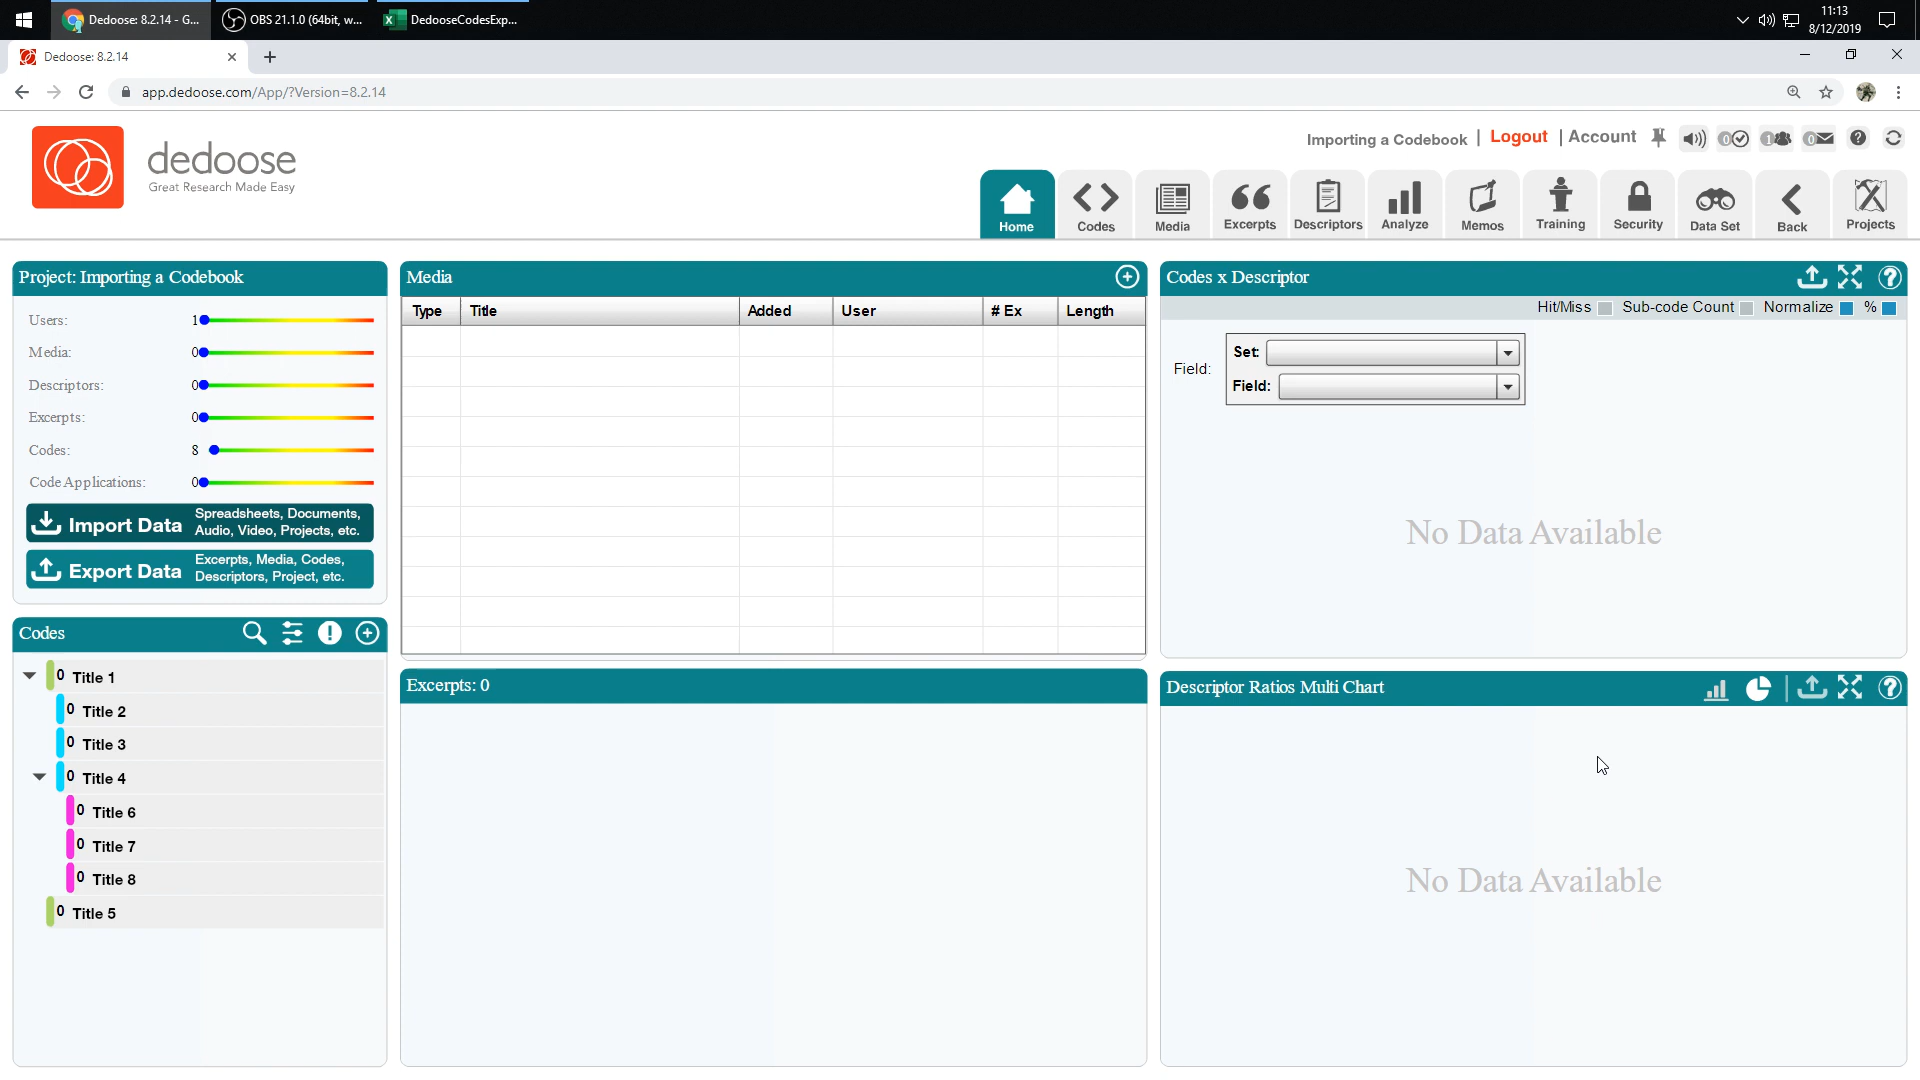 Dedoose: 8.2.14 - G...
OBS 21.1.0 (64bit, w...
DedooseCodesExp...
11:13
8/12/2019
Dedoose: 8.2.14
app.dedoose.com/App/?Version=8.2.14
dedoose
Great Research Made Easy
Importing a Codebook | Logout | Account 0 1 0
Home
Codes
Media
Excerpts
Descriptors
Analyze
Memos
Training
Security
Data Set
Back
Projects
Project: Importing a Codebook
Users: 1
Media: 0
Descriptors: 0
Excerpts: 0
Codes: 8
Code Applications: 0
Import Data Spreadsheets, Documents,
Audio, Video, Projects, etc.
Export Data Excerpts, Media, Codes,
Descriptors, Project, etc.
Codes
0 Title 1
0 Title 2
0 Title 3
0 Title 4
0 Title 6
0 Title 7
0 Title 8
0 Title 5
Media
Type Title Added User # Ex Length
Excerpts: 0
Codes x Descriptor
Hit/Miss Sub-code Count Normalize %
Field:
Set:
Field:
No Data Available
Descriptor Ratios Multi Chart
No Data Available